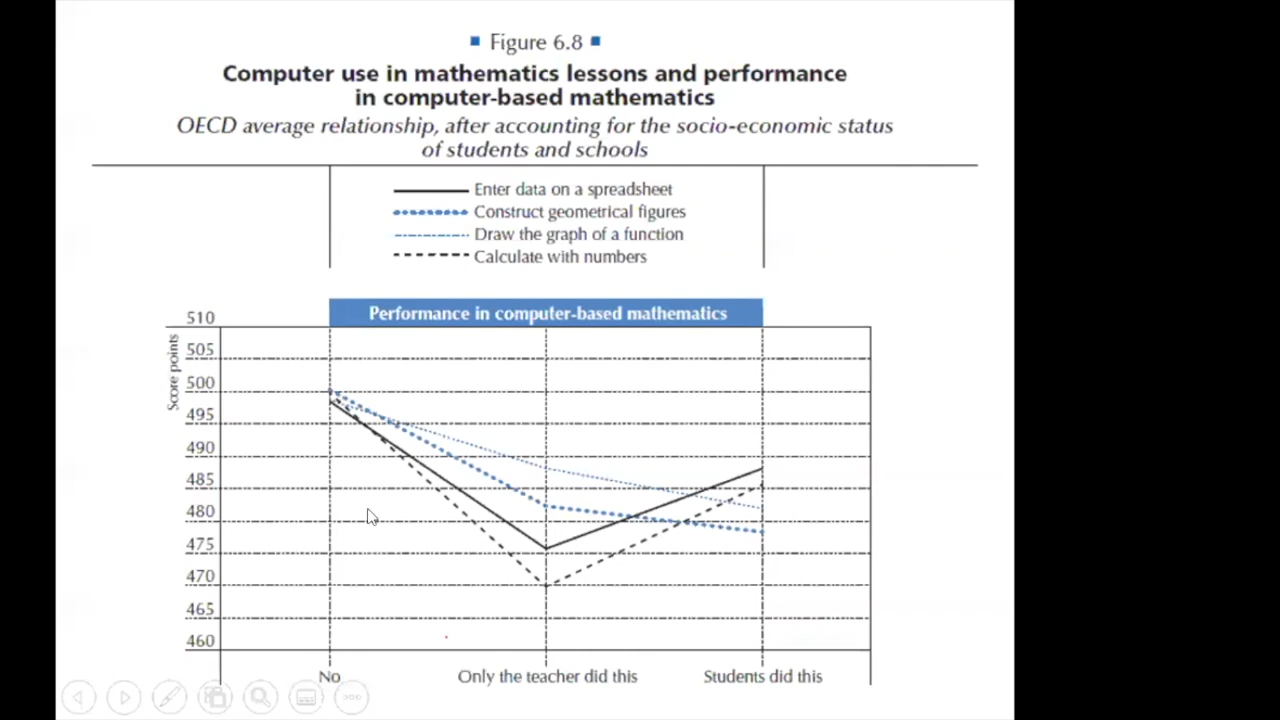 Figure 6.8
Computer use in mathematics lessons and performance
in computer-based mathematics
OECD average relationship, after accounting for the socio-economic status
of students and schools
Enter data on a spreadsheet
Construct geometrical figures
Draw the graph of a function
Calculate with numbers
Performance in computer-based mathematics
Score points
510
505
500
495
490
485
480
475
470
465
460
No
Only the teacher did this
Students did this